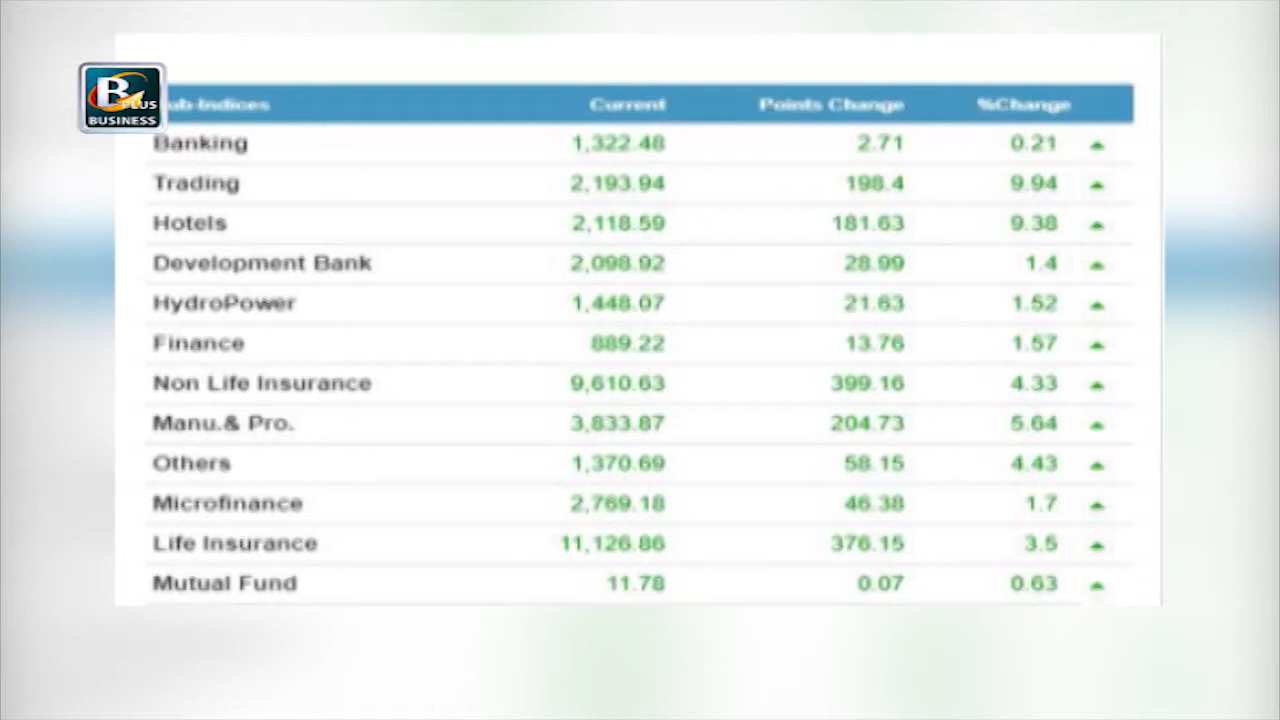 B PLUS
BUSINESS
ub-Indices Current Points Change %Change
Banking 1,322.48 2.71 0.21
Trading 2,193.94 198.4 9.94
Hotels 2,118.59 181.63 9.38
Development Bank 2,098.92 28.99 1.4
HydroPower 1,448.07 21.63 1.52
Finance 889.22 13.76 1.57
Non Life Insurance 9,610.63 399.16 4.33
Manu.& Pro. 3,833.87 204.73 5.64
Others 1,370.69 58.15 4.43
Microfinance 2,769.18 46.38 1.7
Life Insurance 11,126.86 376.15 3.5
Mutual Fund 11.78 0.07 0.63